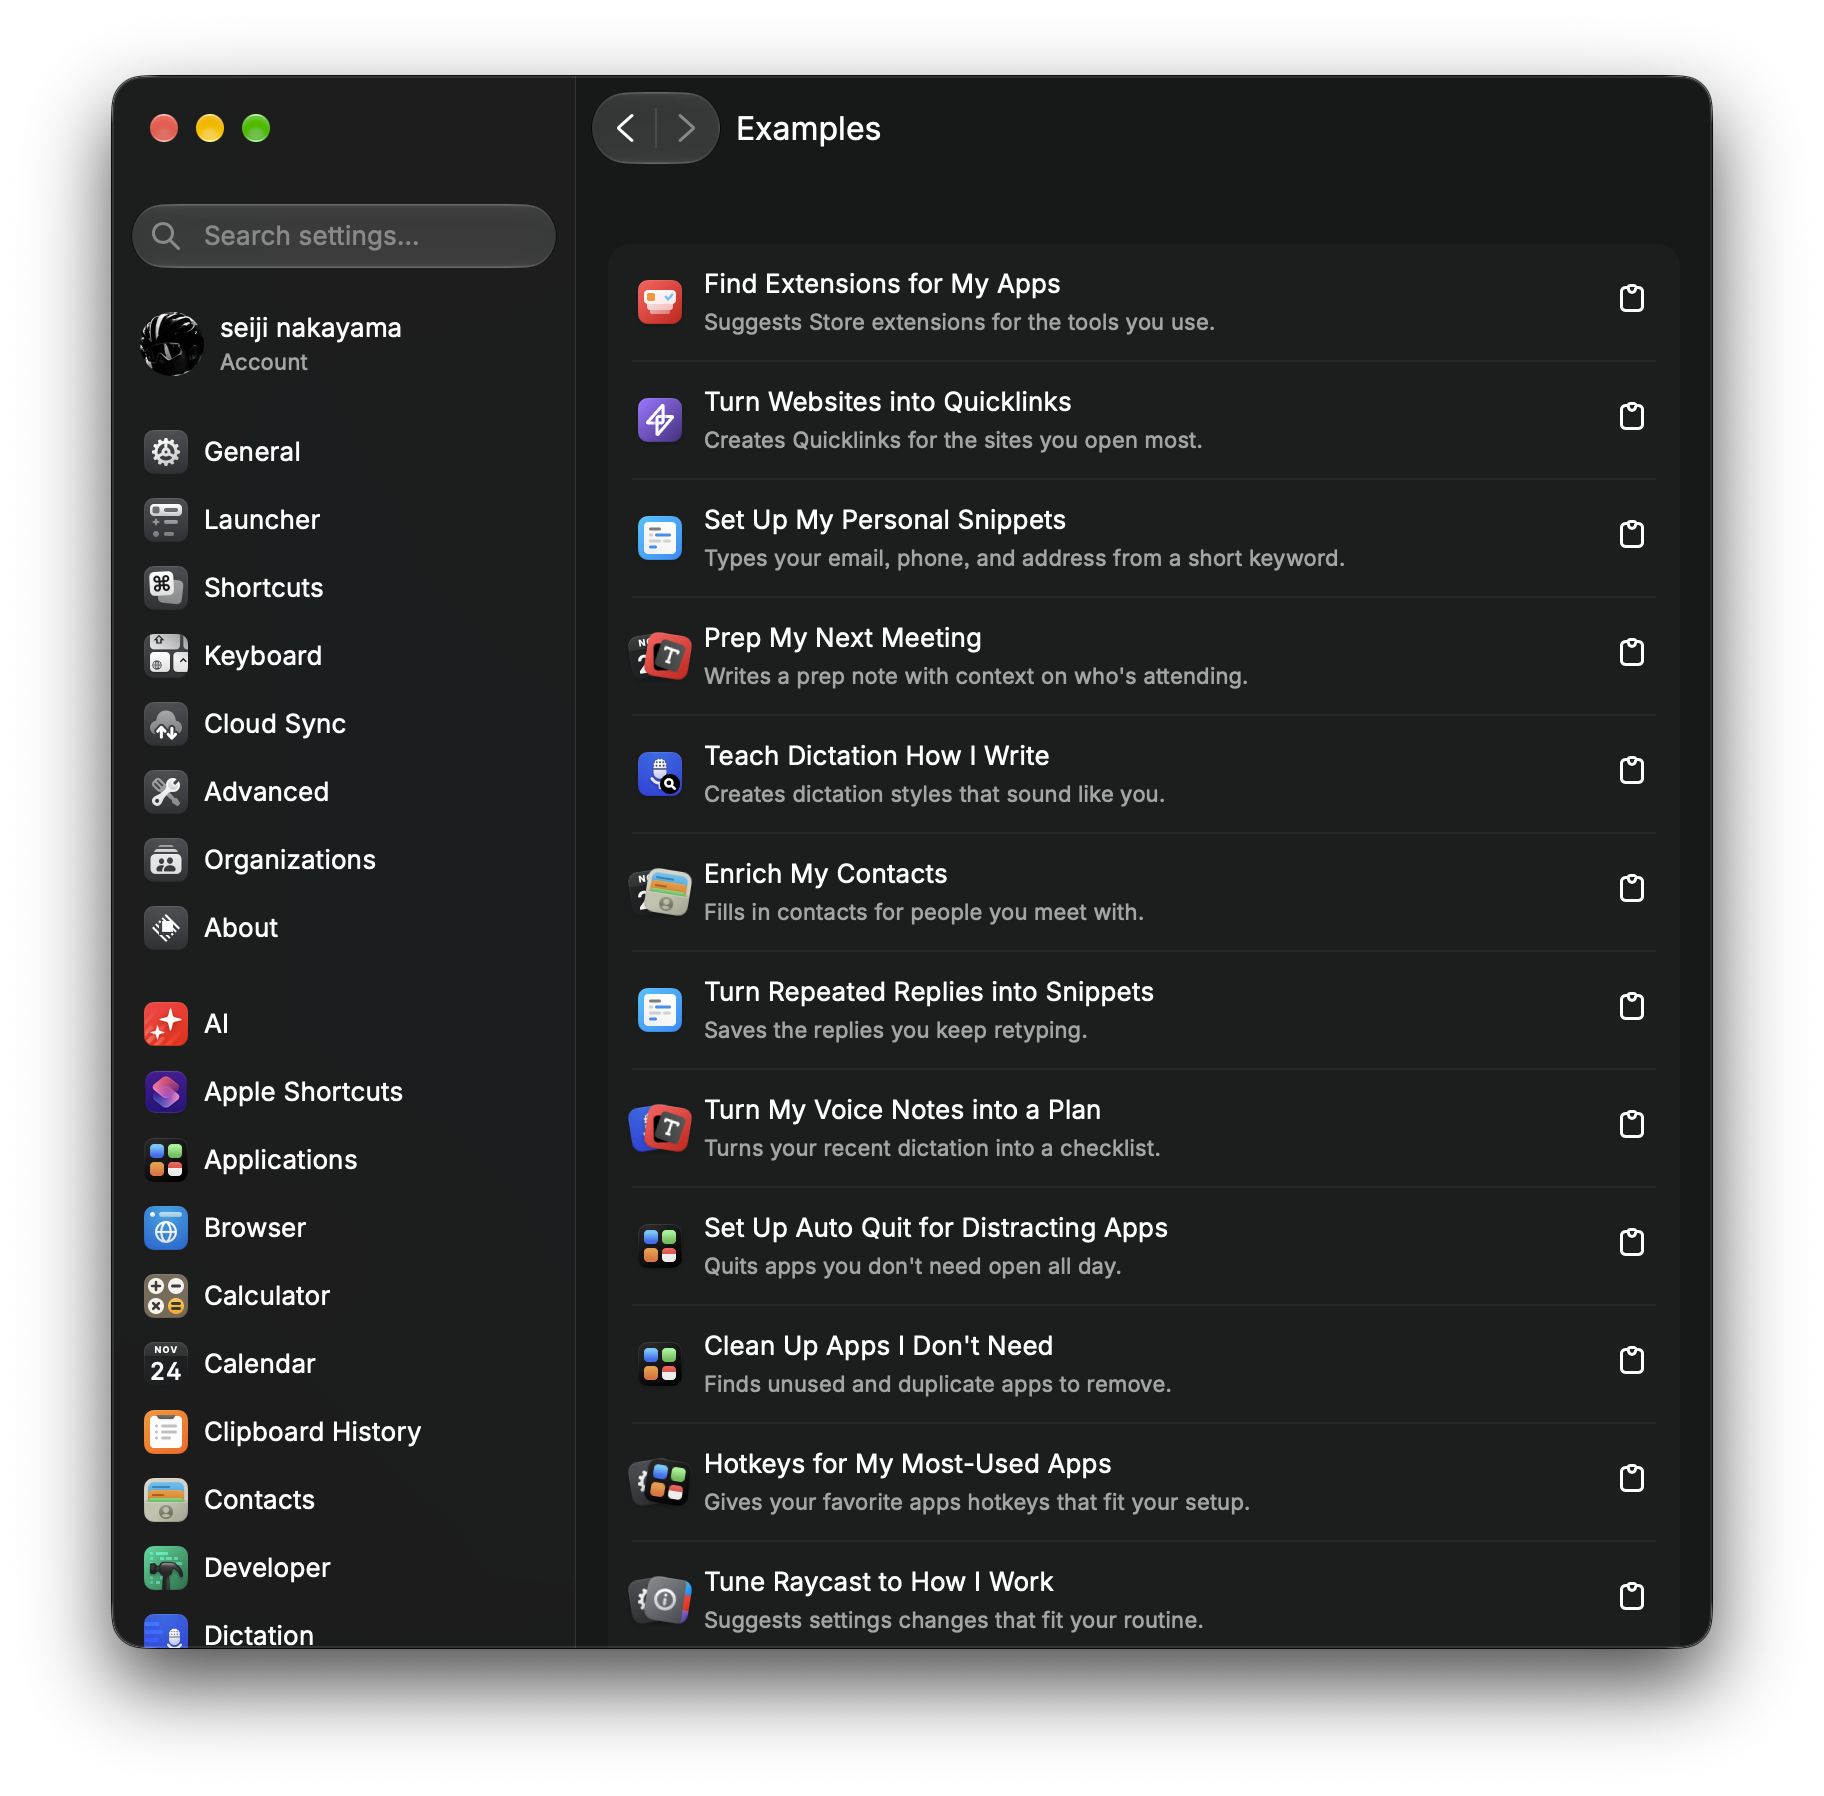 Search settings...
seiji nakayama
Account
General
Launcher
Shortcuts
Keyboard
Cloud Sync
Advanced
Organizations
About
AI
Apple Shortcuts
Applications
Browser
Calculator
NOV
24
Calendar
Clipboard History
Contacts
Developer
Dictation
Examples
Find Extensions for My Apps
Suggests Store extensions for the tools you use.
Turn Websites into Quicklinks
Creates Quicklinks for the sites you open most.
Set Up My Personal Snippets
Types your email, phone, and address from a short keyword.
Prep My Next Meeting
Writes a prep note with context on who's attending.
Teach Dictation How I Write
Creates dictation styles that sound like you.
Enrich My Contacts
Fills in contacts for people you meet with.
Turn Repeated Replies into Snippets
Saves the replies you keep retyping.
Turn My Voice Notes into a Plan
Turns your recent dictation into a checklist.
Set Up Auto Quit for Distracting Apps
Quits apps you don't need open all day.
Clean Up Apps I Don't Need
Finds unused and duplicate apps to remove.
Hotkeys for My Most-Used Apps
Gives your favorite apps hotkeys that fit your setup.
Tune Raycast to How I Work
Suggests settings changes that fit your routine.